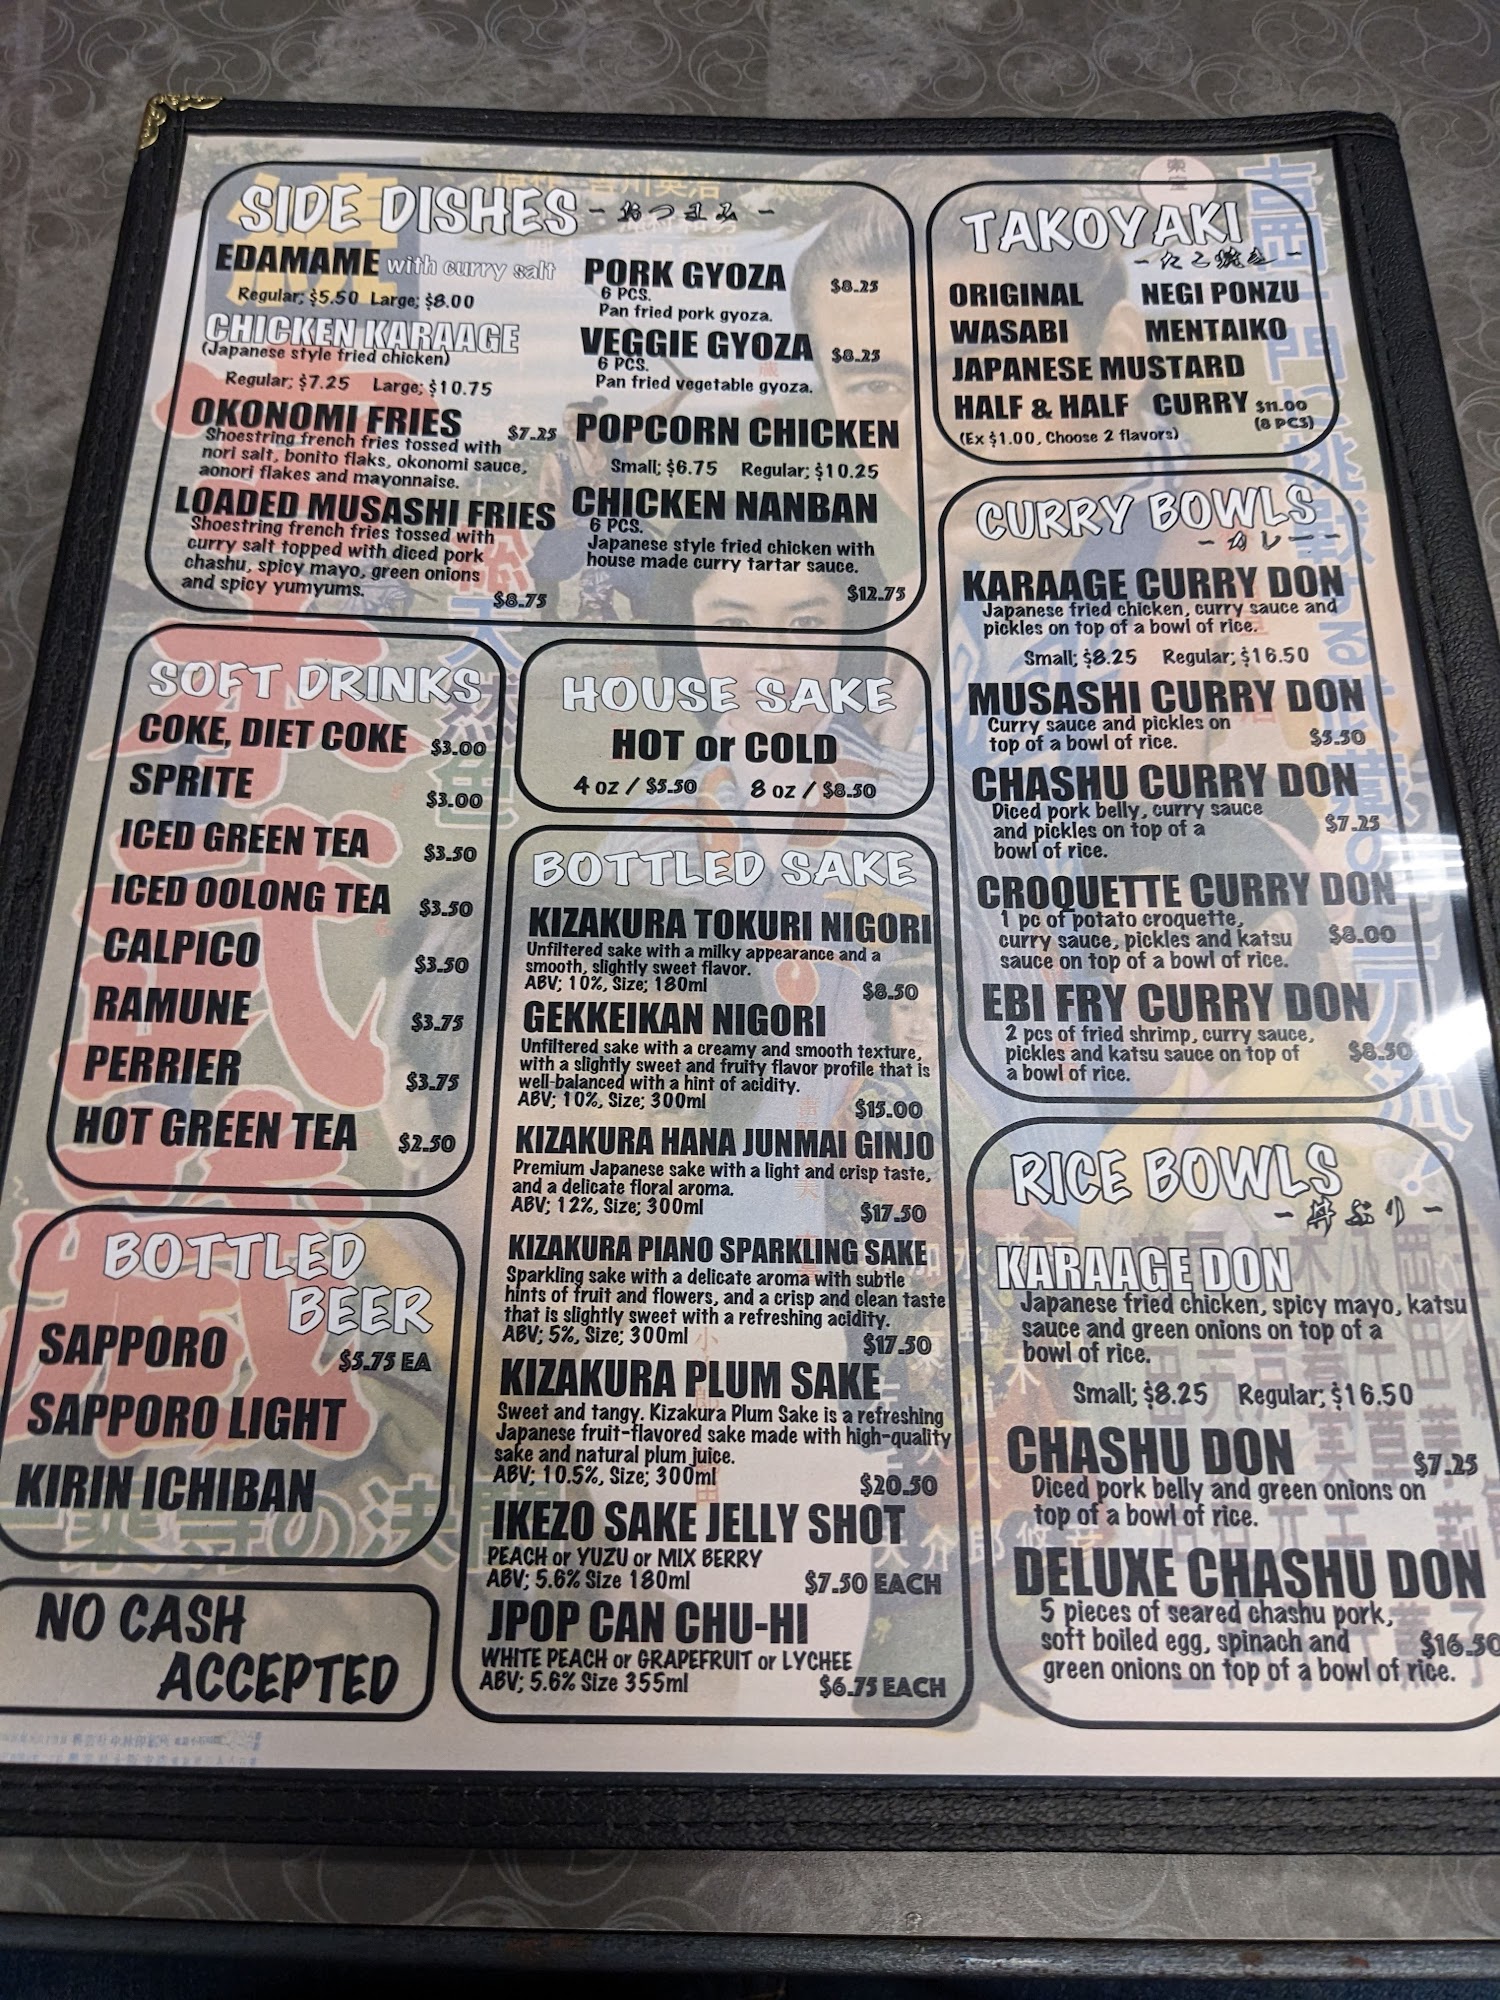 SIDE DISHES - おつまみ -
EDAMAME with curry salt
Regular; $5.50 Large; $8.00
CHICKEN KARAAGE
(Japanese style fried chicken)
Regular; $7.25 Large; $10.75
OKONOMI FRIES
Shoestring french fries tossed with $7.25
nori salt, bonito flaks, okonomi sauce,
aonori flakes and mayonnaise.
LOADED MUSASHI FRIES
Shoestring french fries tossed with
curry salt topped with diced pork
chashu, spicy mayo, green onions
and spicy yumyums. $8.75
PORK GYOZA $8.25
6 PCS.
Pan fried pork gyoza.
VEGGIE GYOZA $8.25
6 PCS.
Pan fried vegetable gyoza.
POPCORN CHICKEN
Small; $6.75 Regular; $10.25
CHICKEN NANBAN
6 PCS.
Japanese style fried chicken with
house made curry tartar sauce.
$12.75
TAKOYAKI
- たこ焼き -
ORIGINAL NEGI PONZU
WASABI MENTAIKO
JAPANESE MUSTARD
HALF & HALF CURRY $11.00
(Ex $1.00, Choose 2 flavors) (8 PCS)
CURRY BOWLS
- カレー -
KARAAGE CURRY DON
Japanese fried chicken, curry sauce and
pickles on top of a bowl of rice.
Small; $8.25 Regular; $16.50
MUSASHI CURRY DON
Curry sauce and pickles on
top of a bowl of rice. $5.50
CHASHU CURRY DON
Diced pork belly, curry sauce
and pickles on top of a $7.25
bowl of rice.
CROQUETTE CURRY DON
1 pc of potato croquette,
curry sauce, pickles and katsu $8.00
sauce on top of a bowl of rice.
EBI FRY CURRY DON
2 pcs of fried shrimp, curry sauce,
pickles and katsu sauce on top of $8.50
a bowl of rice.
SOFT DRINKS
COKE, DIET COKE $3.00
SPRITE $3.00
ICED GREEN TEA $3.50
ICED OOLONG TEA $3.50
CALPICO $3.50
RAMUNE $3.75
PERRIER $3.75
HOT GREEN TEA $2.50
HOUSE SAKE
HOT or COLD
4 oz / $5.50 8 oz / $8.50
BOTTLED SAKE
KIZAKURA TOKURI NIGORI
Unfiltered sake with a milky appearance and a
smooth, slightly sweet flavor.
ABV; 10%, Size; 180ml $8.50
GEKKEIKAN NIGORI
Unfiltered sake with a creamy and smooth texture,
with a slightly sweet and fruity flavor profile that is
well-balanced with a hint of acidity.
ABV; 10%, Size; 300ml $15.00
KIZAKURA HANA JUNMAI GINJO
Premium Japanese sake with a light and crisp taste,
and a delicate floral aroma.
ABV; 12%, Size; 300ml $17.50
KIZAKURA PIANO SPARKLING SAKE
Sparkling sake with a delicate aroma with subtle
hints of fruit and flowers, and a crisp and clean taste
that is slightly sweet with a refreshing acidity.
ABV; 5%, Size; 300ml $17.50
KIZAKURA PLUM SAKE
Sweet and tangy. Kizakura Plum Sake is a refreshing
Japanese fruit-flavored sake made with high-quality
sake and natural plum juice.
ABV; 10.5%, Size; 300ml $20.50
IKEZO SAKE JELLY SHOT
PEACH or YUZU or MIX BERRY
ABV; 5.6% Size 180ml $7.50 EACH
JPOP CAN CHU-HI
WHITE PEACH or GRAPEFRUIT or LYCHEE
ABV; 5.6% Size 355ml $6.75 EACH
BOTTLED
BEER
SAPPORO $5.75 EA
SAPPORO LIGHT
KIRIN ICHIBAN
NO CASH
ACCEPTED
RICE BOWLS
- 丼ぶり -
KARAAGE DON
Japanese fried chicken, spicy mayo, katsu
sauce and green onions on top of a
bowl of rice.
Small; $8.25 Regular; $16.50
CHASHU DON $7.25
Diced pork belly and green onions on
top of a bowl of rice.
DELUXE CHASHU DON
5 pieces of seared chashu pork,
soft boiled egg, spinach and $16.50
green onions on top of a bowl of rice.